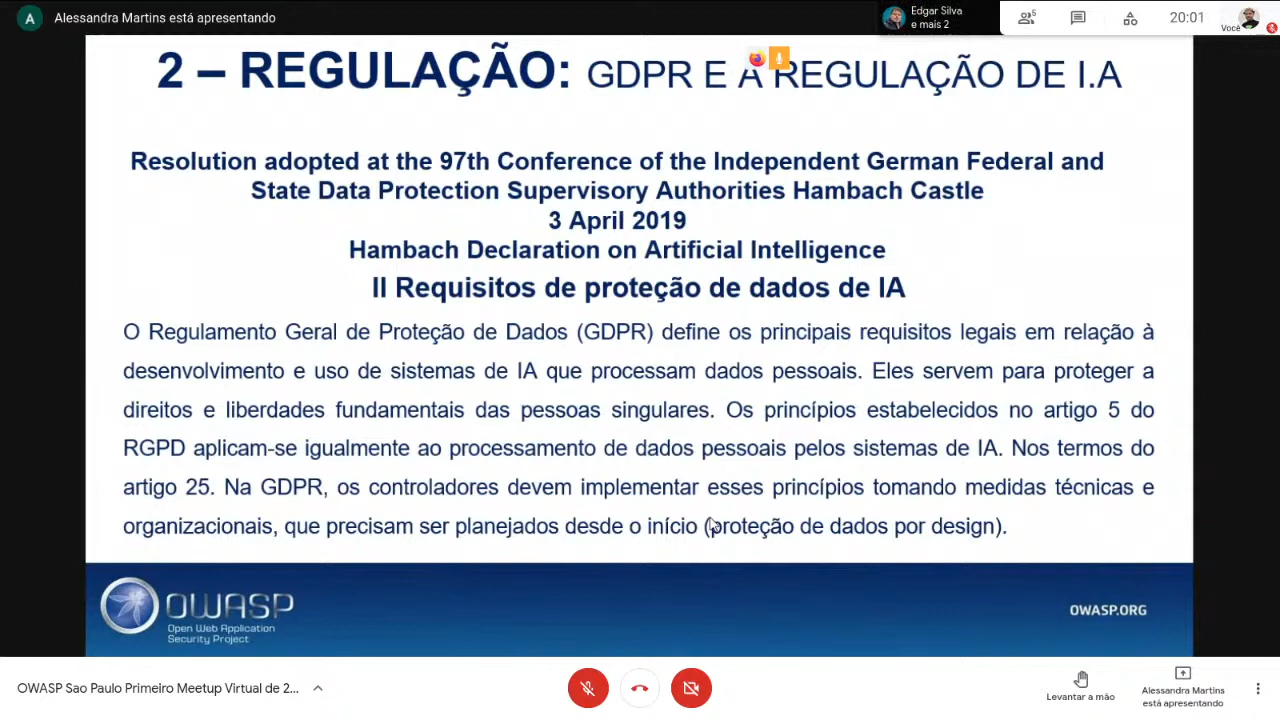 A
Alessandra Martins está apresentando
Edgar Silva
e mais 2
5
20:01
Você
2 – REGULAÇÃO: GDPR E A REGULAÇÃO DE I.A
Resolution adopted at the 97th Conference of the Independent German Federal and
State Data Protection Supervisory Authorities Hambach Castle
3 April 2019
Hambach Declaration on Artificial Intelligence
II Requisitos de proteção de dados de IA
O Regulamento Geral de Proteção de Dados (GDPR) define os principais requisitos legais em relação à
desenvolvimento e uso de sistemas de IA que processam dados pessoais. Eles servem para proteger a
direitos e liberdades fundamentais das pessoas singulares. Os princípios estabelecidos no artigo 5 do
RGPD aplicam-se igualmente ao processamento de dados pessoais pelos sistemas de IA. Nos termos do
artigo 25. Na GDPR, os controladores devem implementar esses princípios tomando medidas técnicas e
organizacionais, que precisam ser planejados desde o início (proteção de dados por design).
OWASP
Open Web Application
Security Project
OWASP.ORG
OWASP Sao Paulo Primeiro Meetup Virtual de 2...
Levantar a mão
Alessandra Martins
está apresentando